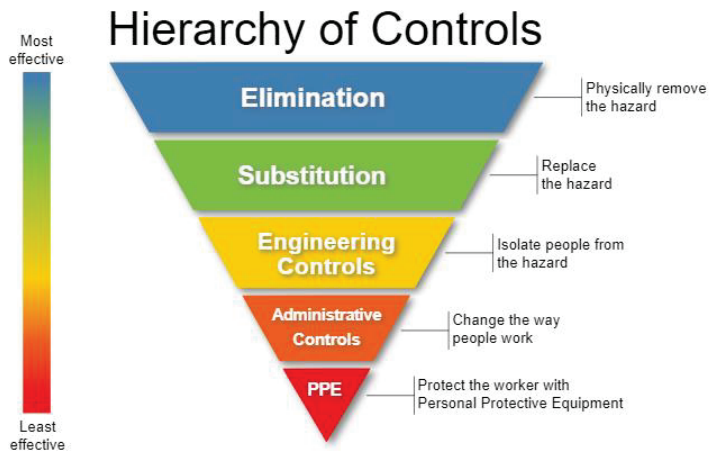 Hierarchy of Controls
Most
effective
Elimination
Physically remove
the hazard
Substitution
Replace
the hazard
Engineering
Controls
Isolate people from
the hazard
Administrative
Controls
Change the way
people work
PPE
Protect the worker with
Personal Protective Equipment
Least
effective